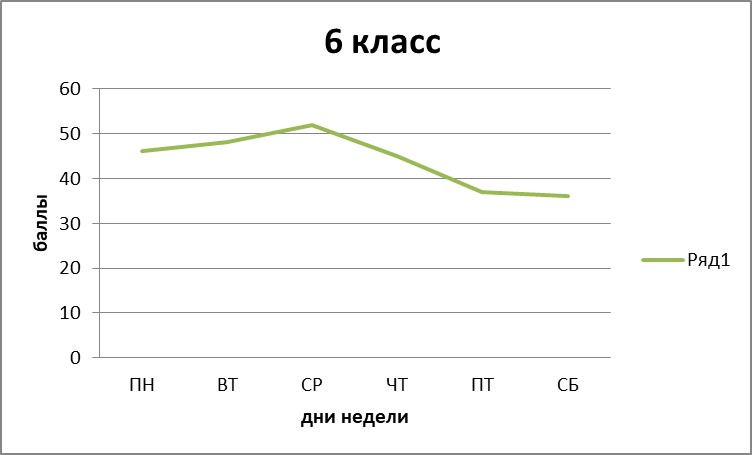 6 класс
60
50
40
30
20
10
0
баллы
ПН ВТ СР ЧТ ПТ СБ
дни недели
Ряд1